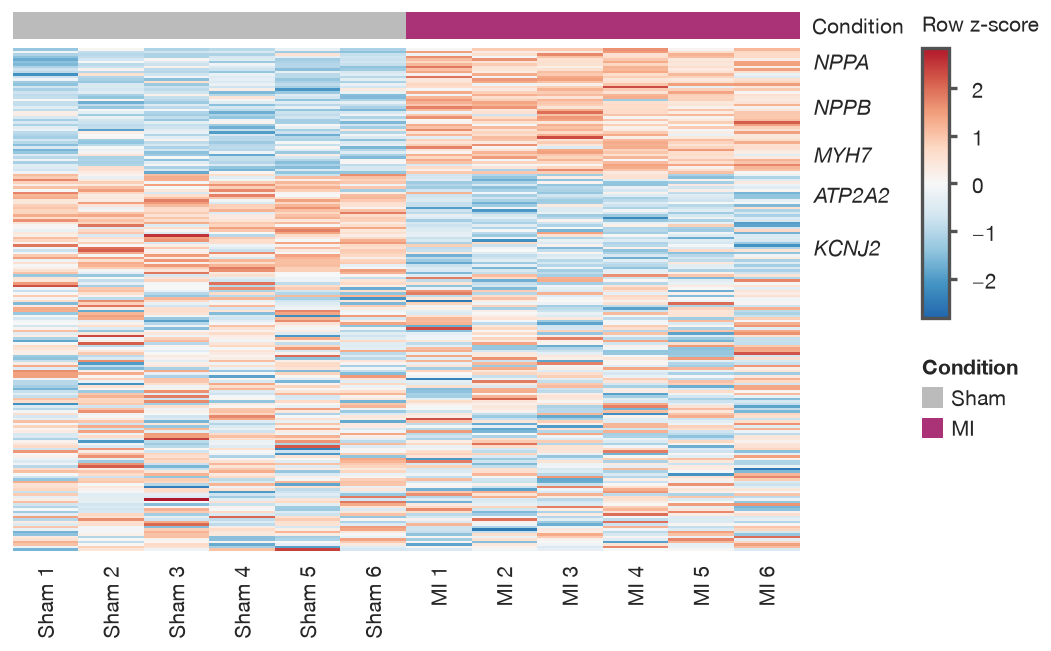 Condition
Row z-score
NPPA
NPPB
MYH7
ATP2A2
KCNJ2
2
1
0
−1
−2
Condition
Sham
MI
Sham 1
Sham 2
Sham 3
Sham 4
Sham 5
Sham 6
MI 1
MI 2
MI 3
MI 4
MI 5
MI 6